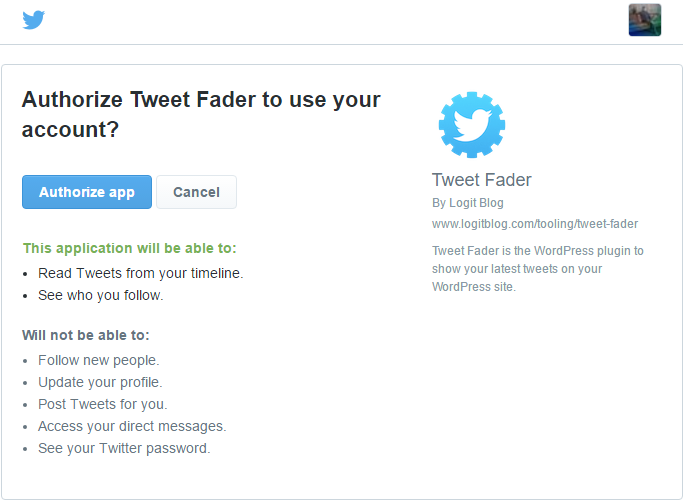 Authorize Tweet Fader to use your
account?
Authorize app
Cancel
This application will be able to:
• Read Tweets from your timeline.
• See who you follow.
Will not be able to:
• Follow new people.
• Update your profile.
• Post Tweets for you.
• Access your direct messages.
• See your Twitter password.
Tweet Fader
By Logit Blog
www.logitblog.com/tooling/tweet-fader
Tweet Fader is the WordPress plugin to
show your latest tweets on your
WordPress site.